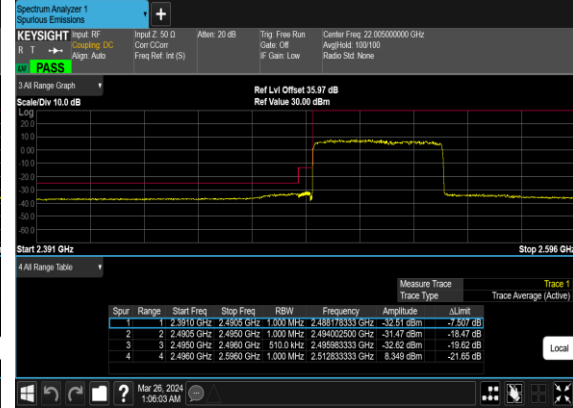 Spectrum Analyzer 1
Spurious Emissions
+
KEYSIGHT Input: RF Input Z: 50 Ω Atten: 20 dB Trig: Free Run Center Freq: 22.005000000 GHz
R T Coupling: DC Corr CCorr Gate: Off Avg|Hold: 100/100
Align: Auto Freq Ref: Int (S) IF Gain: Low Radio Std: None
PASS
3 All Range Graph Ref Lvl Offset 35.97 dB
Scale/Div 10.0 dB Ref Value 30.00 dBm
Log
20.0
10.0
0.00
-10.0
-20.0
-30.0
-40.0
-50.0
-60.0
Start 2.391 GHz Stop 2.596 GHz
4 All Range Table
Measure Trace Trace 1
Trace Type Trace Average (Active)
Spur Range Start Freq Stop Freq RBW Frequency Amplitude ΔLimit
1 1 2.3910 GHz 2.4905 GHz 1.000 MHz 2.488178333 GHz -32.51 dBm -7.507 dB
2 2 2.4905 GHz 2.4950 GHz 1.000 MHz 2.494002500 GHz -31.47 dBm -18.47 dB
3 3 2.4950 GHz 2.4960 GHz 510.0 kHz 2.495983333 GHz -32.62 dBm -19.62 dB
4 4 2.4960 GHz 2.5960 GHz 1.000 MHz 2.512833333 GHz 8.349 dBm -21.65 dB
Local
? Mar 26, 2024
1:06:03 AM